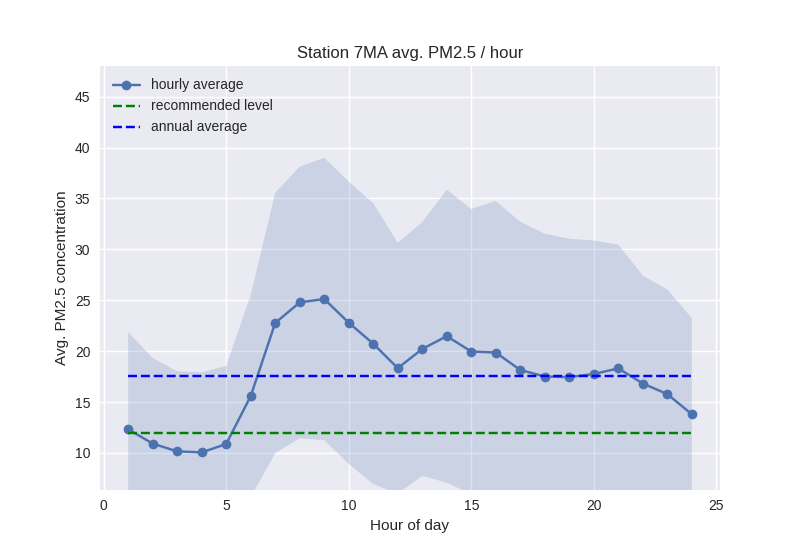 Station 7MA avg. PM2.5 / hour
hourly average
recommended level
annual average
45
40
35
30
25
20
15
10
Avg. PM2.5 concentration
0 5 10 15 20 25
Hour of day